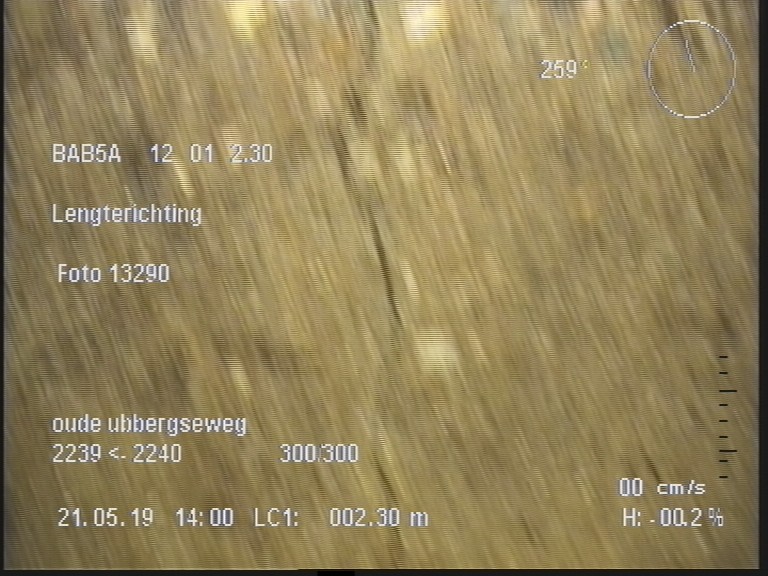 259°
BAB5A 12 01 2.30
Lengterichting
Foto 13290
oude ubbergseweg
2239 <- 2240 300/300
00 cm/s
21.05.19 14:00 LC1: 002.30 m H: -00.2 %